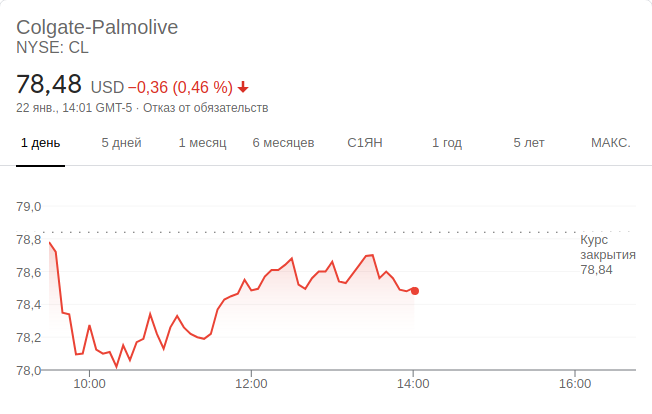 Colgate-Palmolive
NYSE: CL
78,48 USD −0,36 (0,46 %)
22 янв., 14:01 GMT-5 · Отказ от обязательств
1 день 5 дней 1 месяц 6 месяцев С1ЯН 1 год 5 лет МАКС.
79,0
78,8
Курс
закрытия
78,84
78,6
78,4
78,2
78,0
10:00 12:00 14:00 16:00